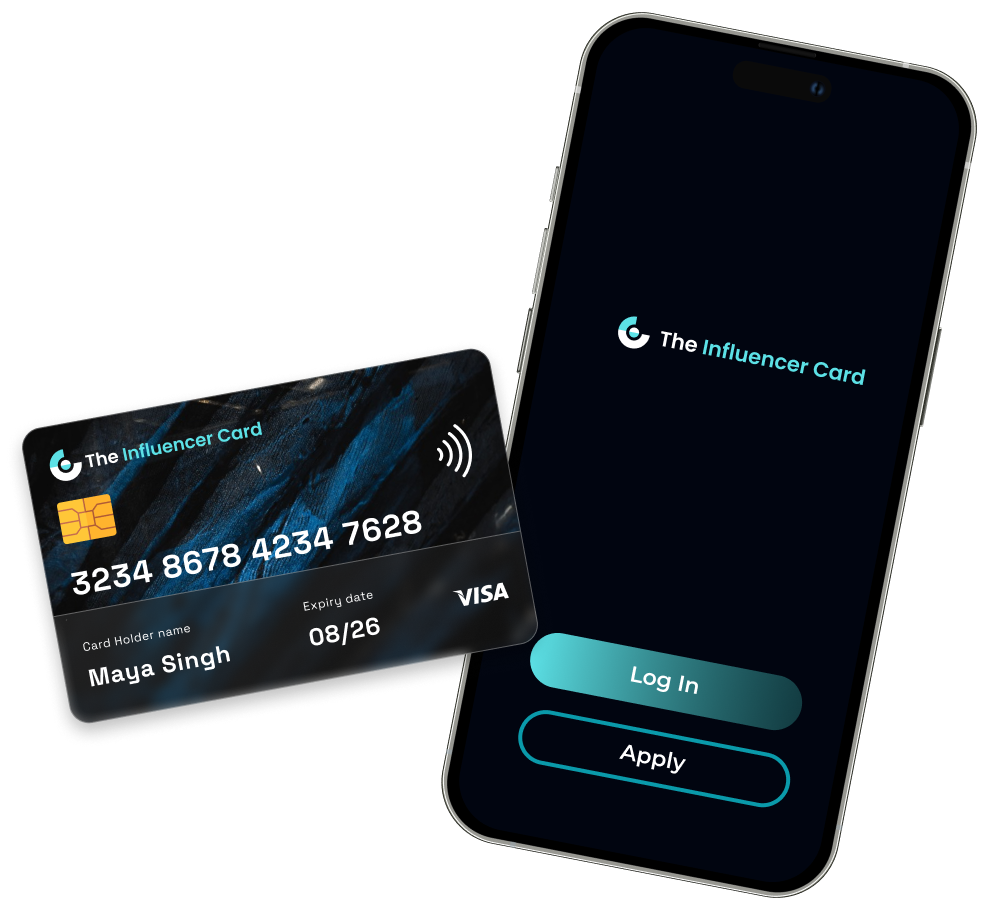 The Influencer Card
3234 8678 4234 7628
Card Holder name
Maya Singh
Expiry date
08/26
VISA
The Influencer Card
Log In
Apply